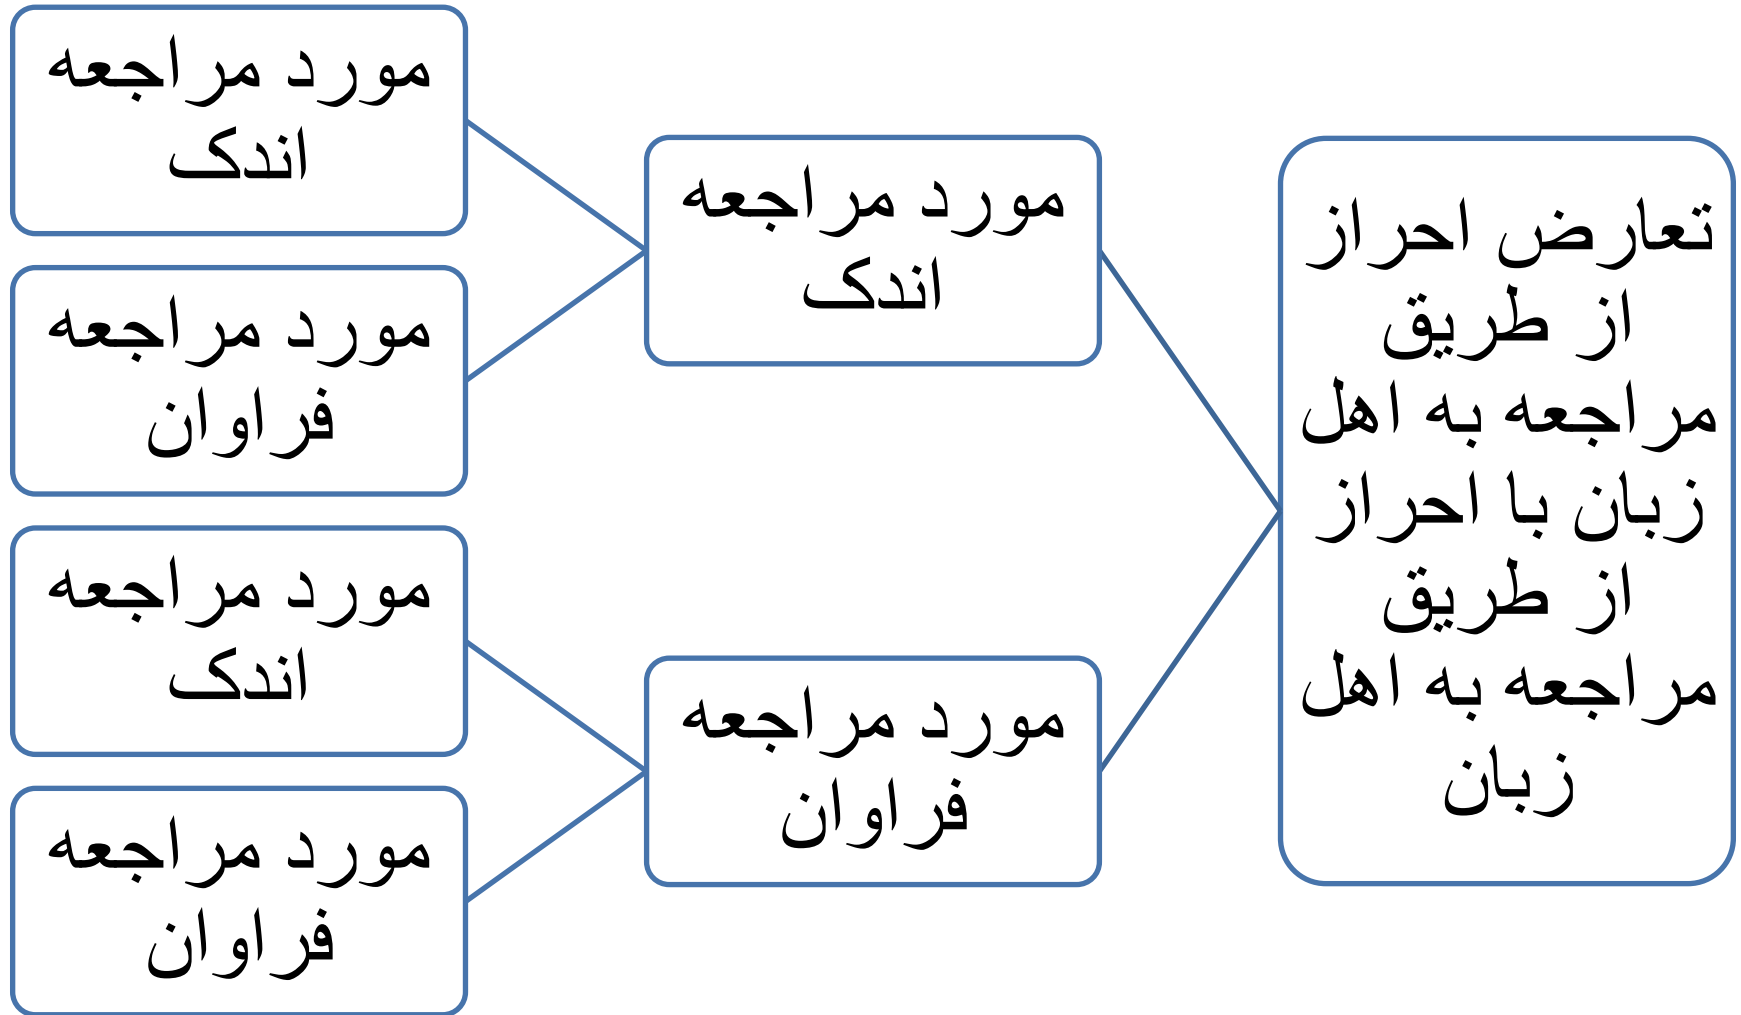 تعارض احراز
از طریق
مراجعه به اهل
زبان با احراز
از طریق
مراجعه به اهل
زبان
مورد مراجعه
اندک
مورد مراجعه
اندک
مورد مراجعه
فراوان
مورد مراجعه
فراوان
مورد مراجعه
اندک
مورد مراجعه
فراوان